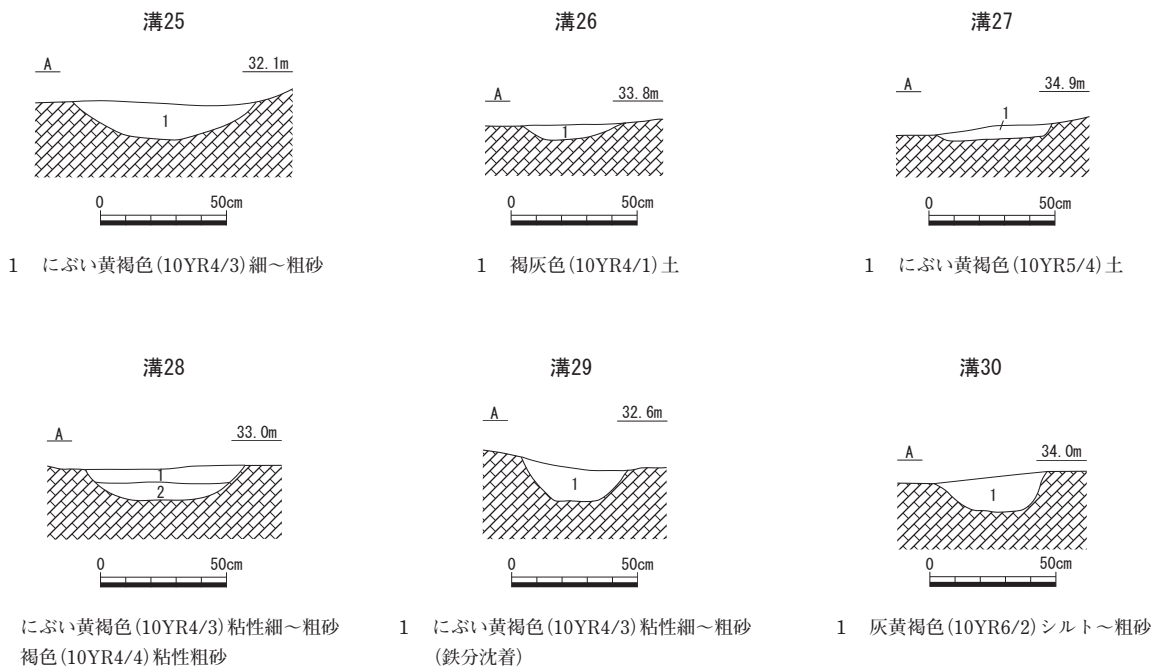 溝25
A 32.1m
1
0 50cm
1 にぶい黄褐色(10YR4/3)細～粗砂
溝26
A 33.8m
1
0 50cm
1 褐灰色(10YR4/1)土
溝27
A 34.9m
1
0 50cm
1 にぶい黄褐色(10YR5/4)土
溝28
A 33.0m
1
2
0 50cm
にぶい黄褐色(10YR4/3)粘性細～粗砂
褐色(10YR4/4)粘性粗砂
溝29
A 32.6m
1
0 50cm
1 にぶい黄褐色(10YR4/3)粘性細～粗砂
(鉄分沈着)
溝30
A 34.0m
1
0 50cm
1 灰黄褐色(10YR6/2)シルト～粗砂